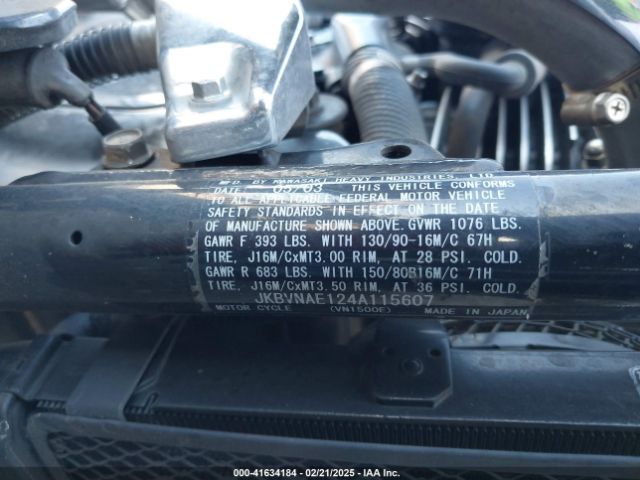 M'D BY KAWASAKI HEAVY INDUSTRIES, LTD.
DATE 05/03 THIS VEHICLE CONFORMS
TO ALL APPLICABLE FEDERAL MOTOR VEHICLE
SAFETY STANDARDS IN EFFECT ON THE DATE
OF MANUFACTURE SHOWN ABOVE. GVWR 1076 LBS.
GAWR F 393 LBS. WITH 130/90-16M/C 67H
TIRE, J16M/CxMT3.00 RIM, AT 28 PSI. COLD.
GAWR R 683 LBS. WITH 150/80B16M/C 71H
TIRE, J16M/CxMT3.50 RIM, AT 36 PSI. COLD.
JKBVNAE124A115607
MOTOR CYCLE (VN1500E) MADE IN JAPAN
000-41634184 - 02/21/2025 - IAA Inc.